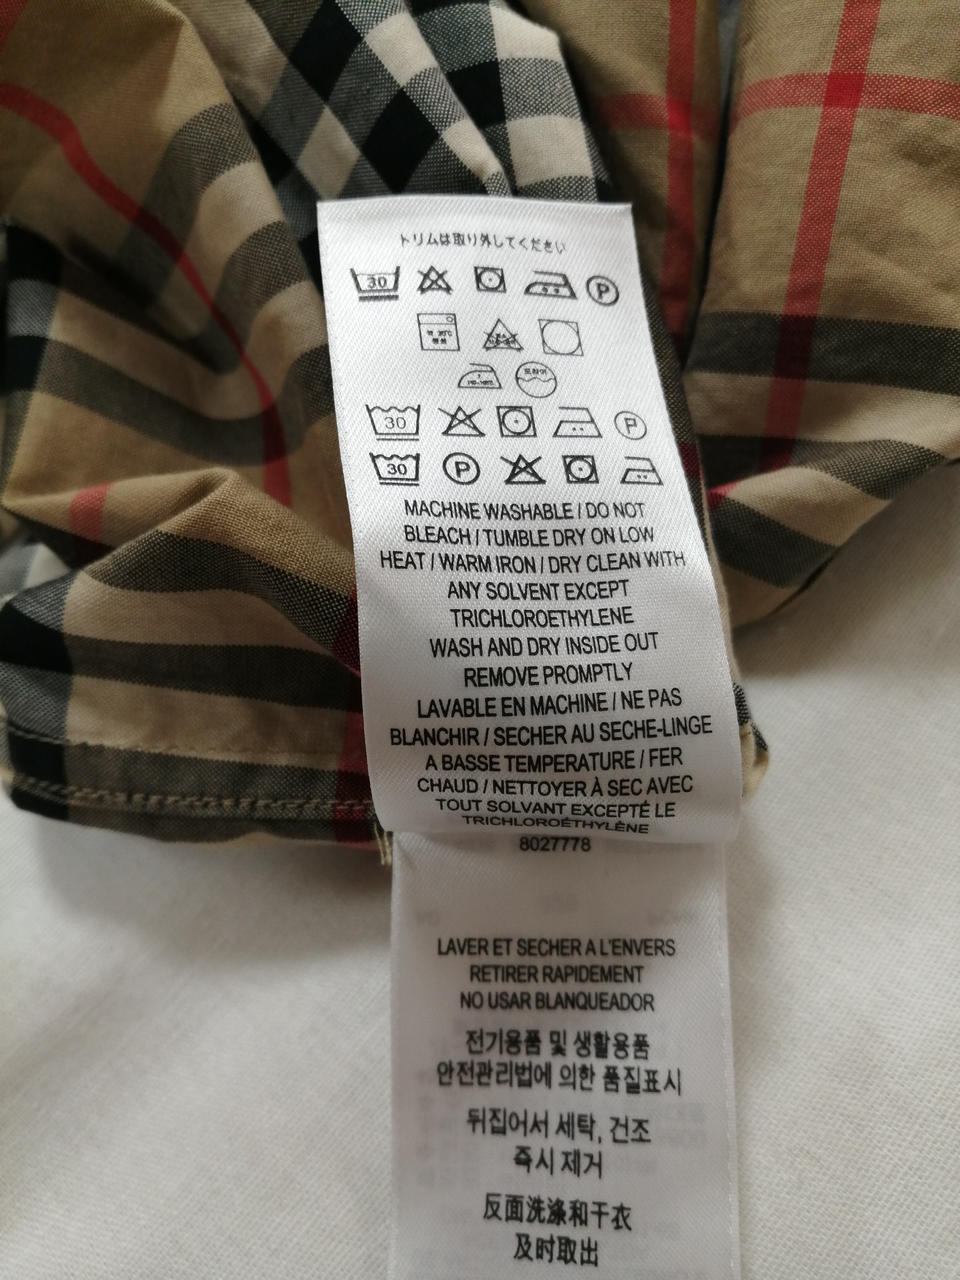 トリムは取り外してください
30 P
30 P
30 P
MACHINE WASHABLE / DO NOT
BLEACH / TUMBLE DRY ON LOW
HEAT / WARM IRON / DRY CLEAN WITH
ANY SOLVENT EXCEPT
TRICHLOROETHYLENE
WASH AND DRY INSIDE OUT
REMOVE PROMPTLY
LAVABLE EN MACHINE / NE PAS
BLANCHIR / SECHER AU SECHE-LINGE
A BASSE TEMPERATURE / FER
CHAUD / NETTOYER À SEC AVEC
TOUT SOLVANT EXCEPTÉ LE
TRICHLOROÉTHYLÈNE
8027778
LAVER ET SECHER A L'ENVERS
RETIRER RAPIDEMENT
NO USAR BLANQUEADOR
전기용품 및 생활용품
안전관리법에 의한 품질표시
뒤집어서 세탁, 건조
즉시 제거
反面洗涤和干衣
及时取出